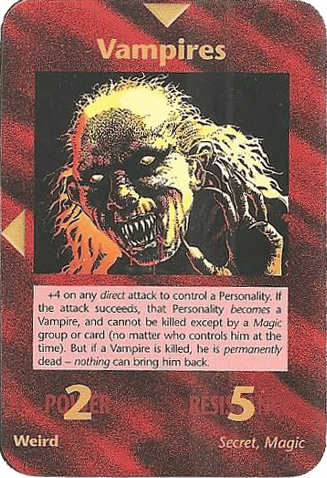 Vampires
+4 on any direct attack to control a Personality. If
the attack succeeds, that Personality becomes a
Vampire, and cannot be killed except by a Magic
group or card (no matter who controls him at the
time). But if a Vampire is killed, he is permanently
dead – nothing can bring him back.
POWER 2 RESISTANCE 5
Weird Secret, Magic